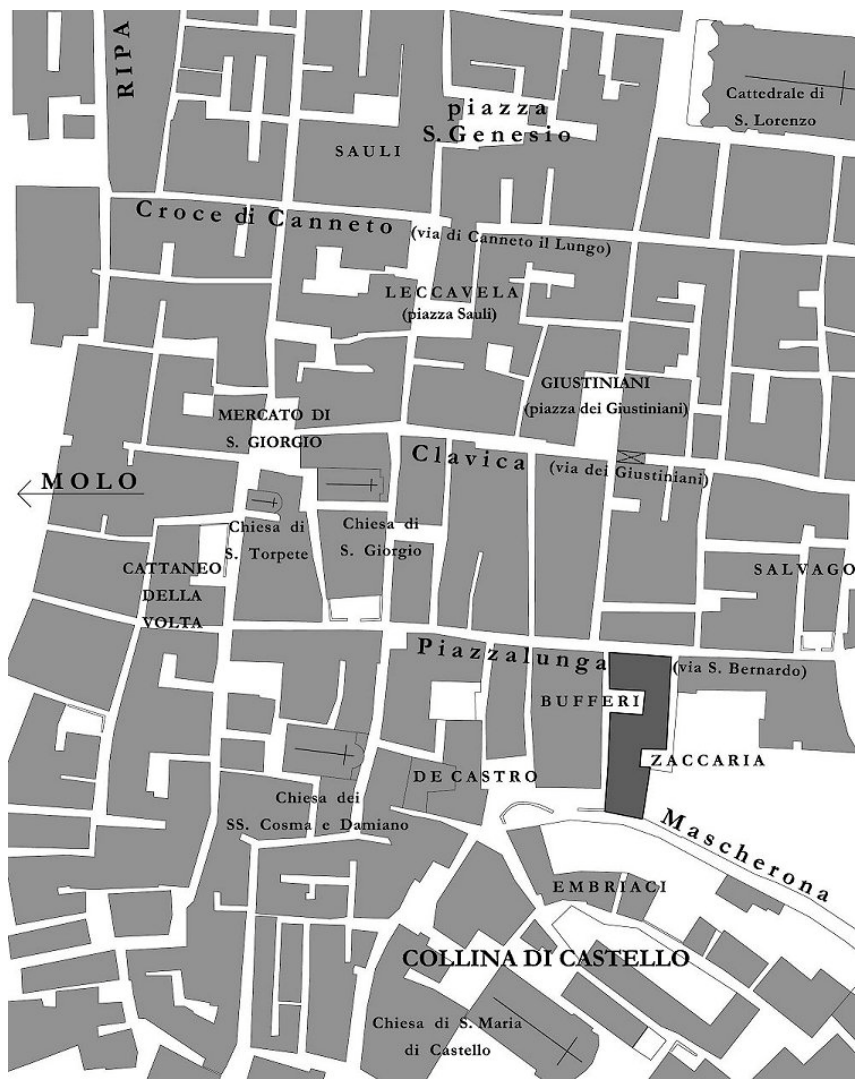 RIPA
Cattedrale di
S. Lorenzo
piazza
S. Genesio
SAULI
Croce di Canneto
(via di Canneto il Lungo)
LECCAVELA
(piazza Sauli)
GIUSTINIANI
(piazza dei Giustiniani)
MERCATO DI
S. GIORGIO
Clavica
(via dei Giustiniani)
MOLO
Chiesa di
S. Torpete
Chiesa di
S. Giorgio
CATTANEO
DELLA
VOLTA
SALVAGO
Piazzalunga
(via S. Bernardo)
BUFFERI
ZACCARIA
DE CASTRO
Chiesa dei
SS. Cosma e Damiano
Mascherona
EMBRIACI
COLLINA DI CASTELLO
Chiesa di S. Maria
di Castello